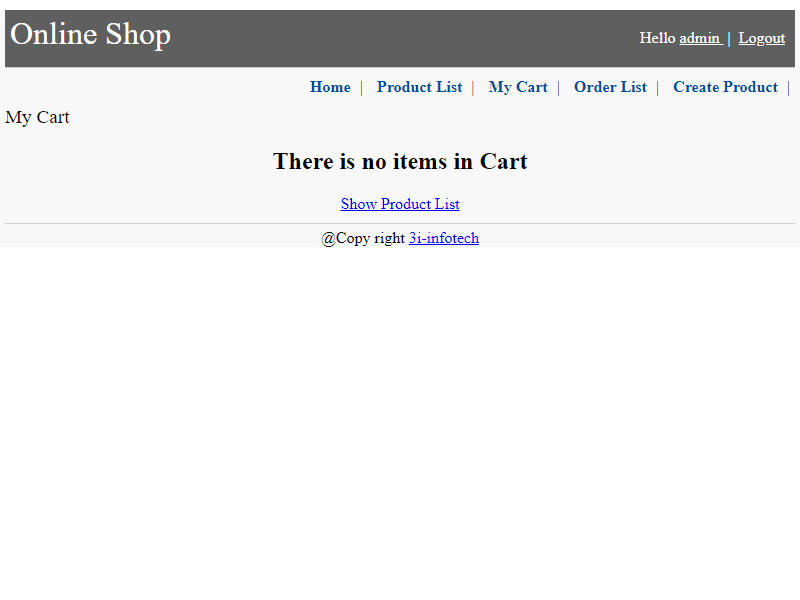 Online Shop
Hello admin | Logout
Home | Product List | My Cart | Order List | Create Product |
My Cart
There is no items in Cart
Show Product List
@Copy right 3i-infotech